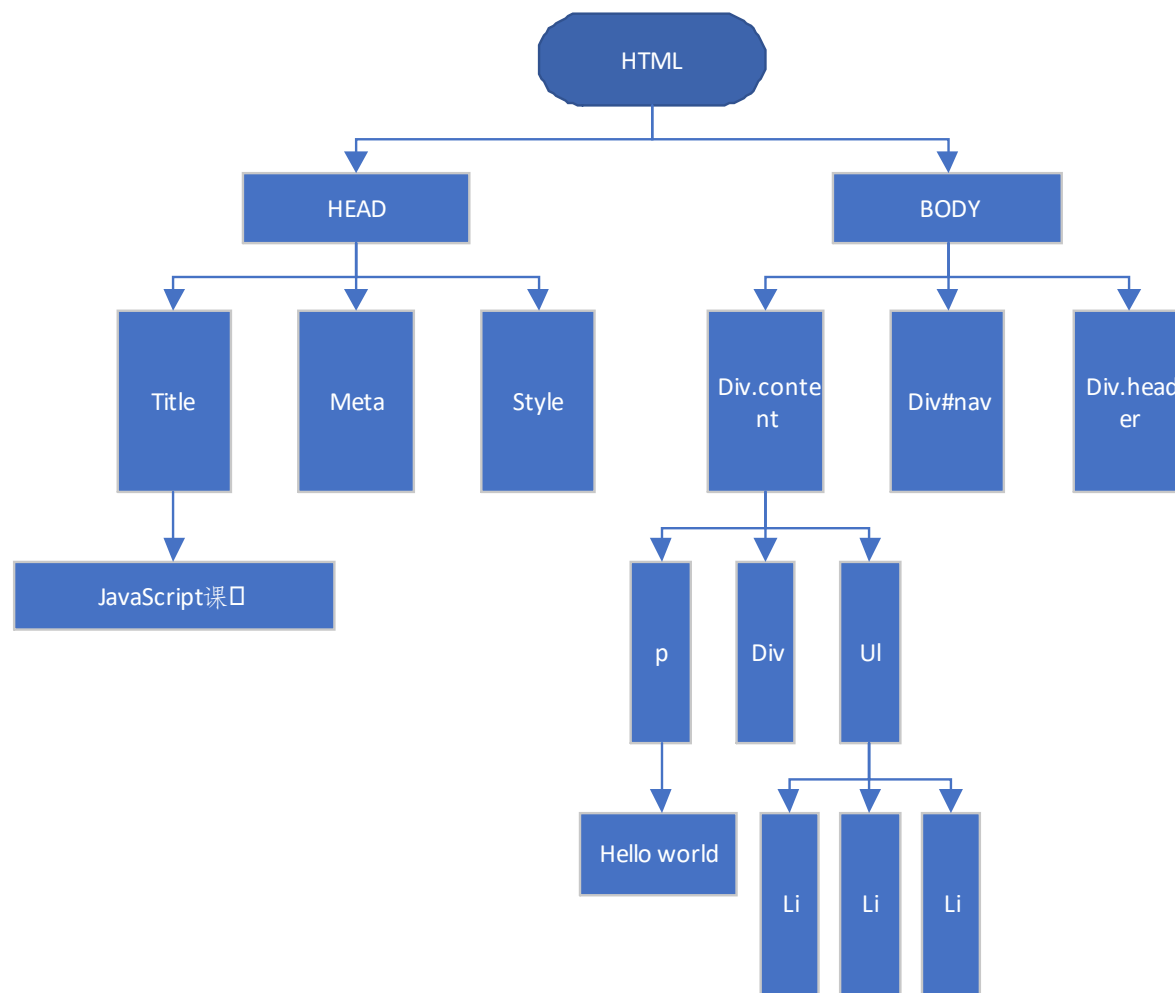 HTML
HEAD
BODY
Title
Meta
Style
Div.conte
nt
Div#nav
Div.head
er
JavaScript课
p
Div
Ul
Hello world
Li
Li
Li